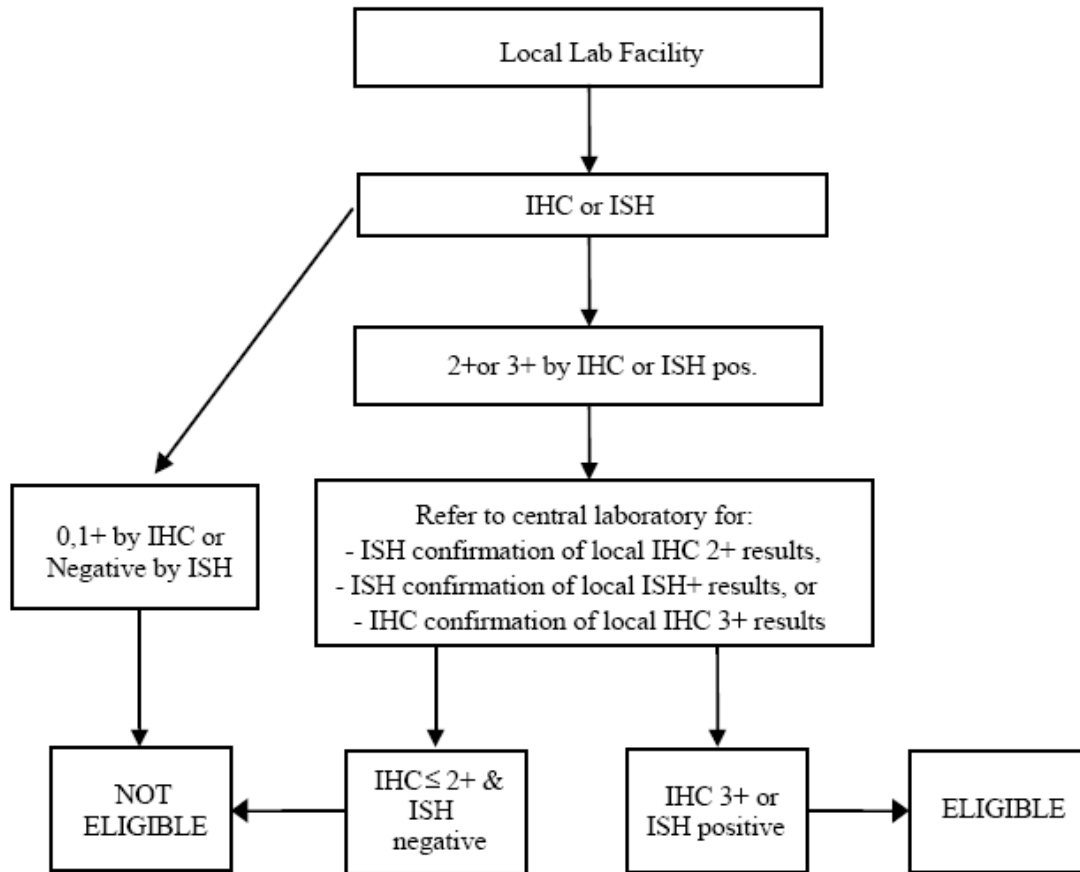 Local Lab Facility
IHC or ISH
2+or 3+ by IHC or ISH pos.
0,1+ by IHC or
Negative by ISH
Refer to central laboratory for:
- ISH confirmation of local IHC 2+ results,
- ISH confirmation of local ISH+ results, or
- IHC confirmation of local IHC 3+ results
NOT
ELIGIBLE
IHC≤ 2+ &
ISH
negative
IHC 3+ or
ISH positive
ELIGIBLE